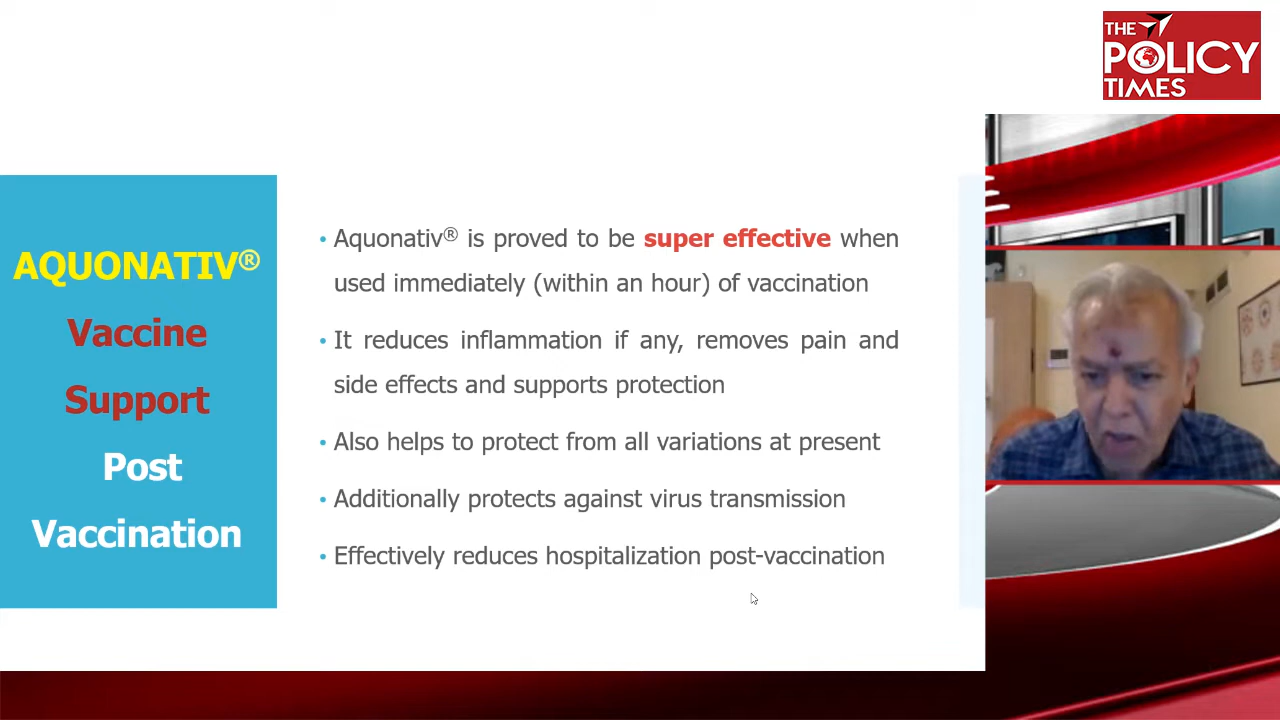 THE
POLICY
TIMES
AQUONATIV®
Vaccine
Support
Post
Vaccination
• Aquonativ® is proved to be super effective when
used immediately (within an hour) of vaccination
• It reduces inflammation if any, removes pain and
side effects and supports protection
• Also helps to protect from all variations at present
• Additionally protects against virus transmission
• Effectively reduces hospitalization post-vaccination